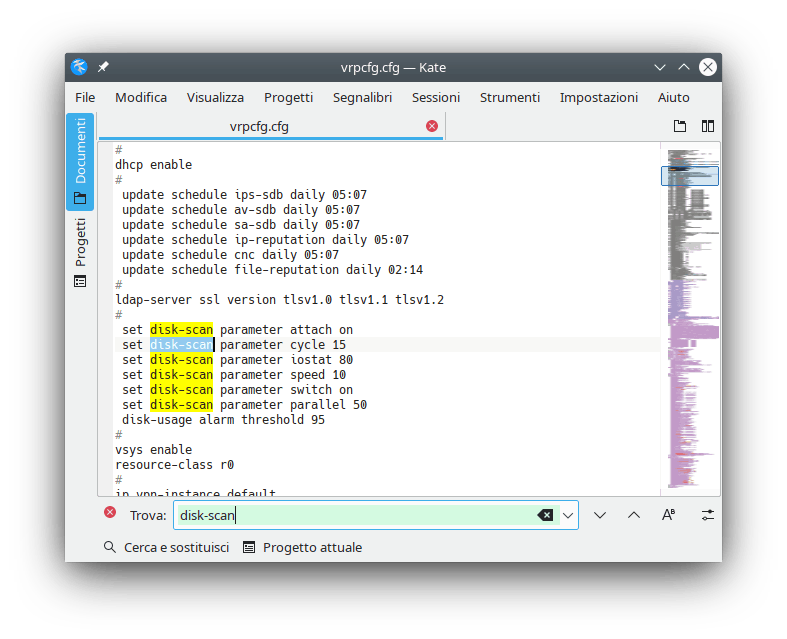 vrpcfg.cfg — Kate
File Modifica Visualizza Progetti Segnalibri Sessioni Strumenti Impostazioni Aiuto
vrpcfg.cfg
Documenti
Progetti
#
dhcp enable
#
 update schedule ips-sdb daily 05:07
 update schedule av-sdb daily 05:07
 update schedule sa-sdb daily 05:07
 update schedule ip-reputation daily 05:07
 update schedule cnc daily 05:07
 update schedule file-reputation daily 02:14
#
ldap-server ssl version tlsv1.0 tlsv1.1 tlsv1.2
#
 set disk-scan parameter attach on
 set disk-scan parameter cycle 15
 set disk-scan parameter iostat 80
 set disk-scan parameter speed 10
 set disk-scan parameter switch on
 set disk-scan parameter parallel 50
 disk-usage alarm threshold 95
#
vsys enable
resource-class r0
#
ip vpn-instance default
Trova: disk-scan
Cerca e sostituisci Progetto attuale